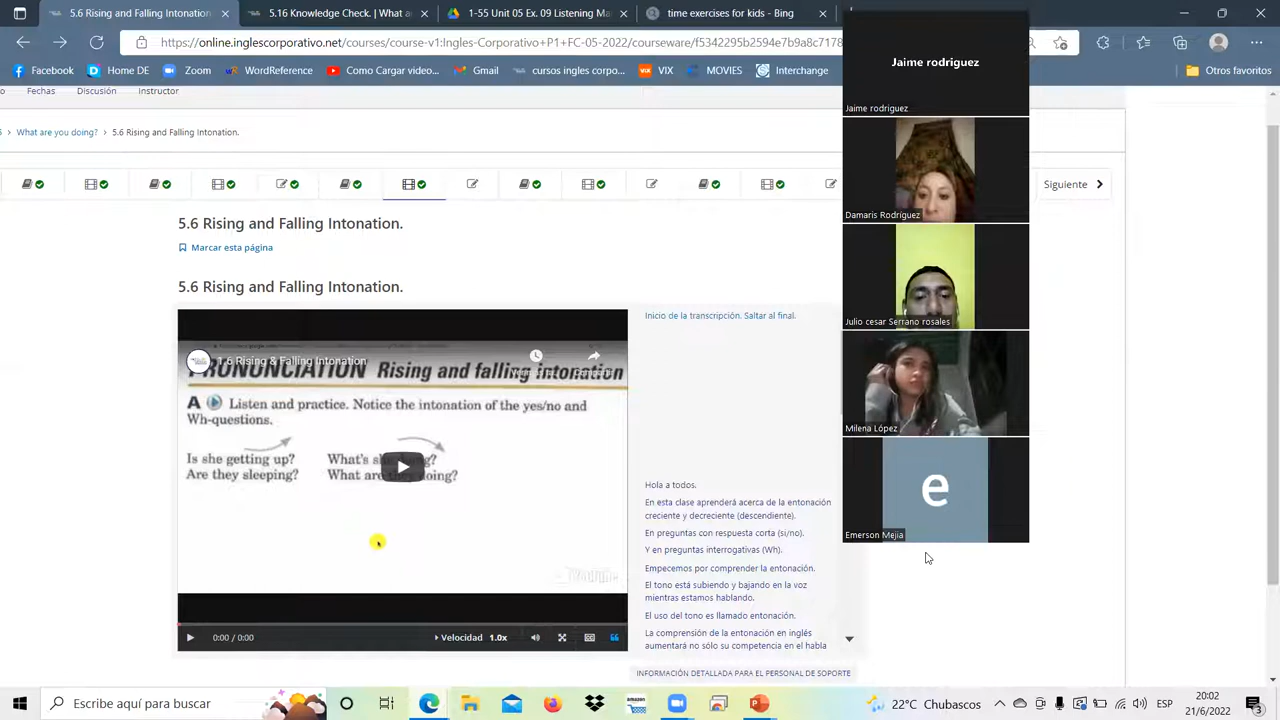 5.6 Rising and Falling Intonation.
5.16 Knowledge Check. | What a
1-55 Unit 05 Ex. 09 Listening Ma
time exercises for kids - Bing
https://online.inglescorporativo.net/courses/course-v1:Ingles-Corporativo+P1+FC-05-2022/courseware/f5342295b2594e7b9a8c7178
Facebook
Home DE
Zoom
WordReference
Como Cargar video...
Gmail
cursos ingles corpo...
VIX
MOVIES
Interchange
Otros favoritos
Fechas
Discusión
Instructor
What are you doing?
5.6 Rising and Falling Intonation.
Siguiente
5.6 Rising and Falling Intonation.
Marcar esta página
5.6 Rising and Falling Intonation.
1.6 Rising & Falling Intonation
PRONUNCIATION Rising and falling intonation
A Listen and practice. Notice the intonation of the yes/no and
Wh-questions.
Is she getting up?
What's she
Are they sleeping?
What are they doing?
0:00 / 0:00
Velocidad 1.0x
Inicio de la transcripción. Saltar al final.
Hola a todos.
En esta clase aprenderá acerca de la entonación
creciente y decreciente (descendiente).
En preguntas con respuesta corta (si/no).
Y en preguntas interrogativas (Wh).
Empecemos por comprender la entonación.
El tono está subiendo y bajando en la voz
mientras estamos hablando.
El uso del tono es llamado entonación.
La comprensión de la entonación en inglés
aumentará no sólo su competencia en el habla
INFORMACIÓN DETALLADA PARA EL PERSONAL DE SOPORTE
Jaime rodriguez
Jaime rodriguez
Damaris Rodríguez
Julio cesar Serrano rosales
Milena López
e
Emerson Mejia
Escribe aquí para buscar
amazon
22°C Chubascos
ESP
20:02
21/6/2022
3